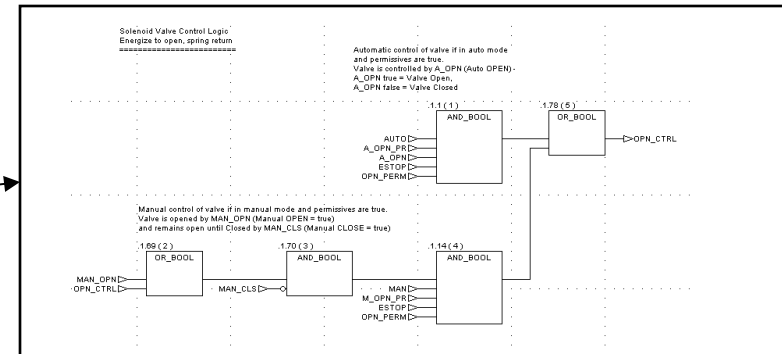 Solenoid Valve Control Logic
Energize to open, spring return
==========================
Automatic control of valve if in auto mode
and permissives are true.
Valve is controlled by A_OPN (Auto OPEN) -
A_OPN true = Valve Open,
A_OPN false = Valve Closed
.1.1 ( 1 )
AND_BOOL
AUTO
A_OPN_PR
A_OPN
ESTOP
OPN_PERM
.1.78 ( 5 )
OR_BOOL
OPN_CTRL
Manual control of valve if in manual mode and permissives are true.
Valve is opened by MAN_OPN (Manual OPEN = true)
and remains open until Closed by MAN_CLS (Manual CLOSE = true)
.1.69 ( 2 )
OR_BOOL
MAN_OPN
OPN_CTRL
.1.70 ( 3 )
AND_BOOL
MAN_CLS
.1.14 ( 4 )
AND_BOOL
MAN
M_OPN_PR
ESTOP
OPN_PERM